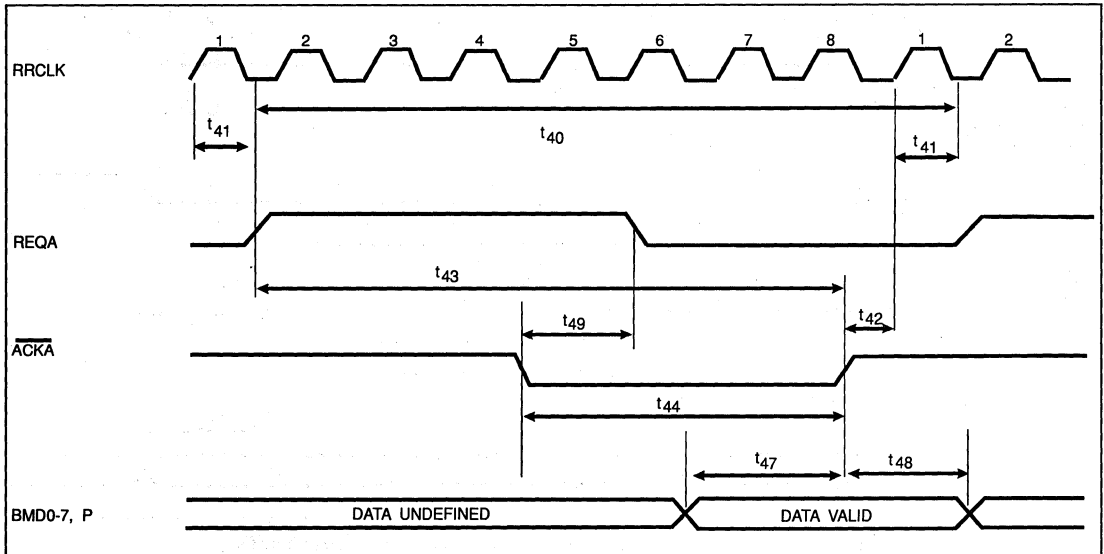 1 2 3 4 5 6 7 8 1 2
RRCLK
t41 t40 t41
REQA
t43
t49 t42
ACKA
t44
t47 t48
BMD0-7, P DATA UNDEFINED DATA VALID